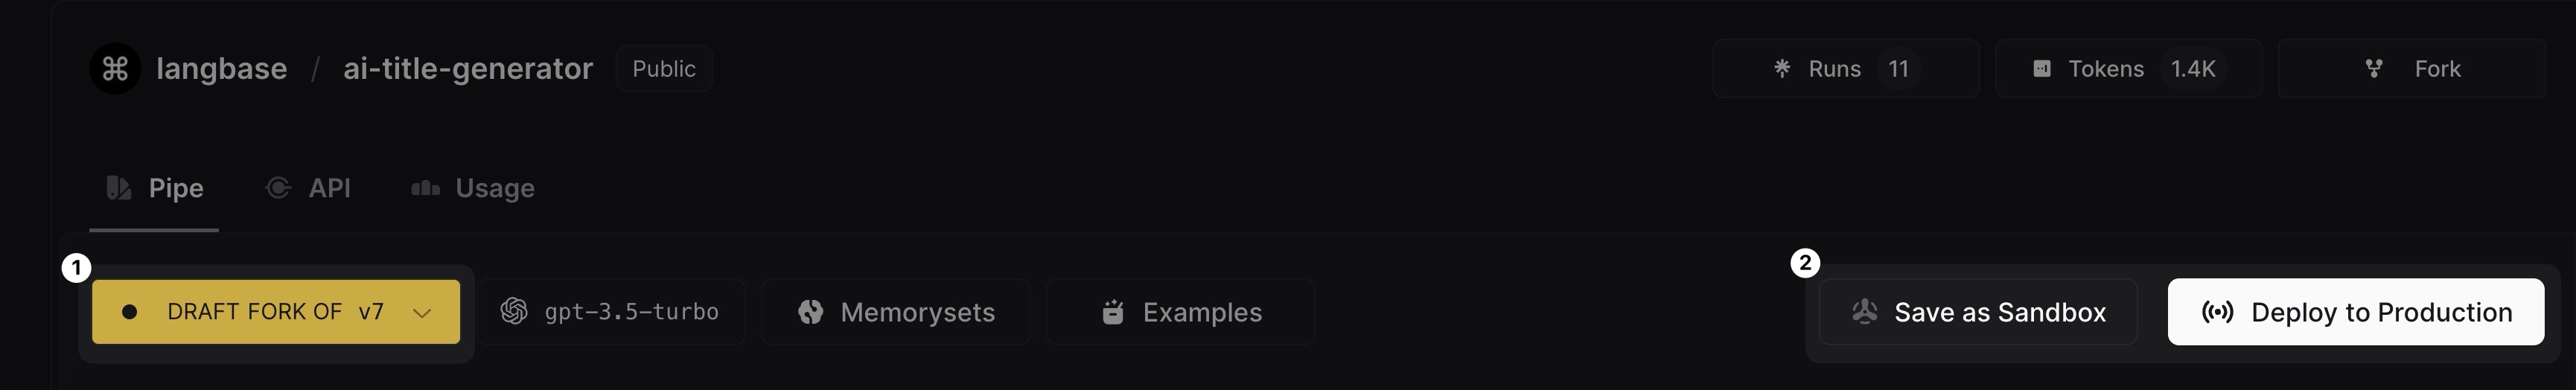 langbase / ai-title-generator Public Runs 11 Tokens 1.4K Fork
Pipe API Usage
1 2
DRAFT FORK OF v7 gpt-3.5-turbo Memorysets Examples Save as Sandbox Deploy to Production